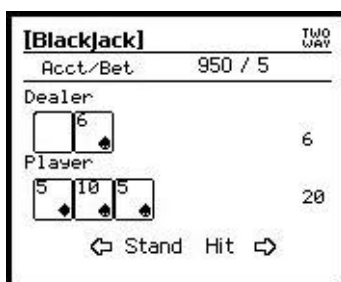 [BlackJack]
TWO WAY
Acct/Bet 950 / 5
Dealer
6
6
Player
5 10 5
20
Stand Hit